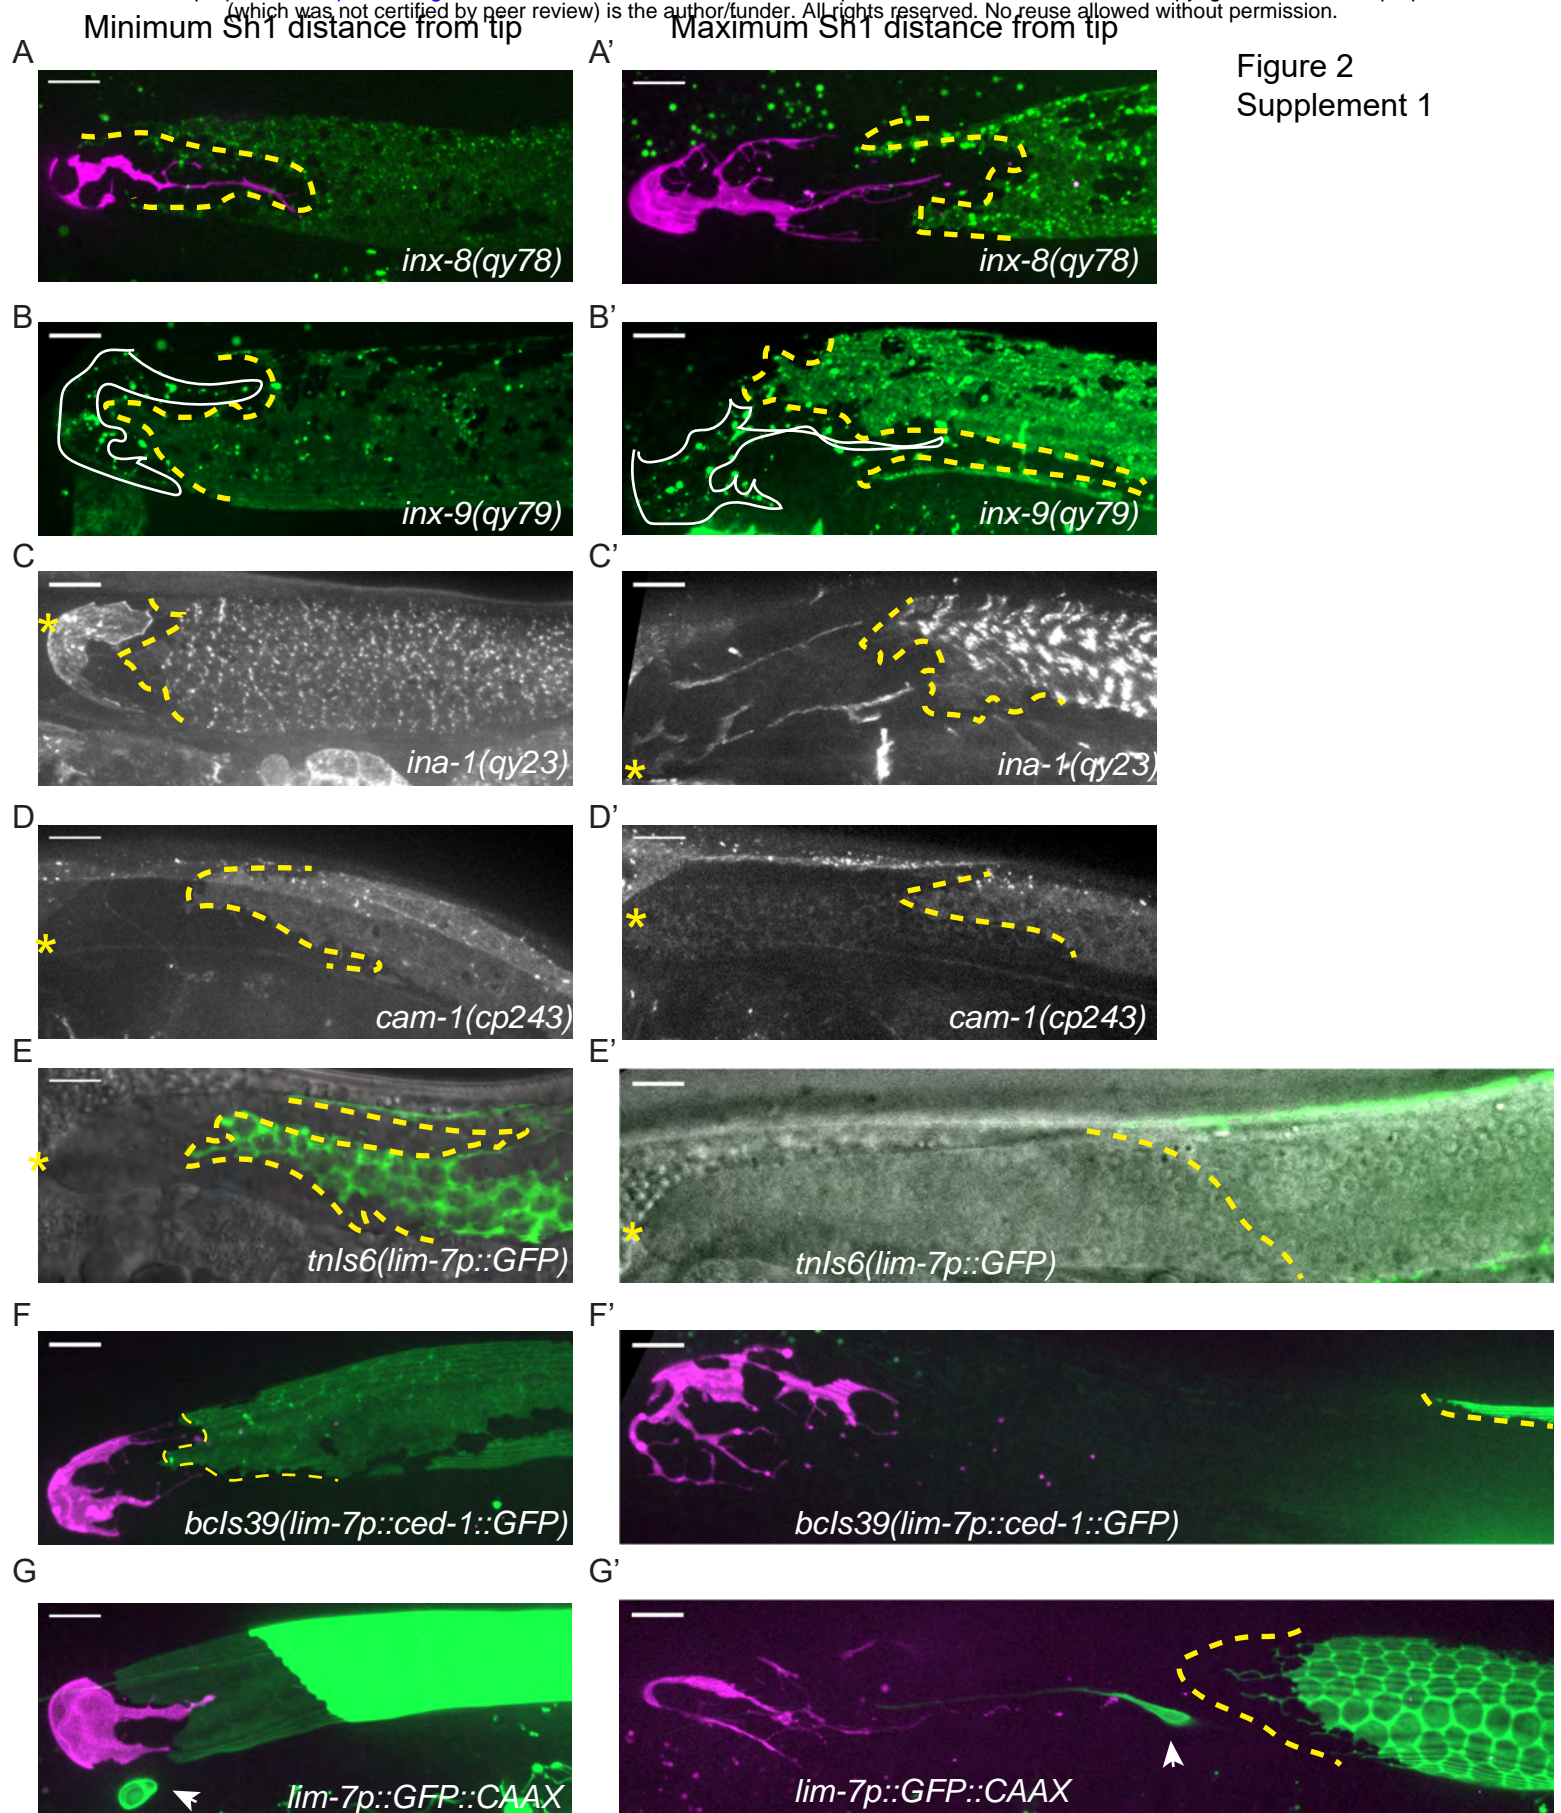 (which was not certified by peer review) is the author/funder. All rights reserved. No reuse allowed without permission.
Minimum Sh1 distance from tip
Maximum Sh1 distance from tip
Figure 2
Supplement 1
A
inx-8(qy78)
A’
inx-8(qy78)
B
inx-9(qy79)
B’
inx-9(qy79)
C
*
ina-1(qy23)
C’
*
ina-1(qy23)
D
*
cam-1(cp243)
D’
*
cam-1(cp243)
E
*
tnIs6(lim-7p::GFP)
E’
*
tnIs6(lim-7p::GFP)
F
bcIs39(lim-7p::ced-1::GFP)
F’
bcIs39(lim-7p::ced-1::GFP)
G
lim-7p::GFP::CAAX
G’
lim-7p::GFP::CAAX